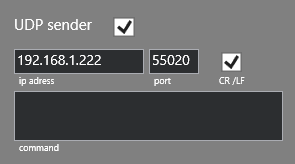 UDP sender
192.168.1.222 55020
ip adress port CR /LF
command